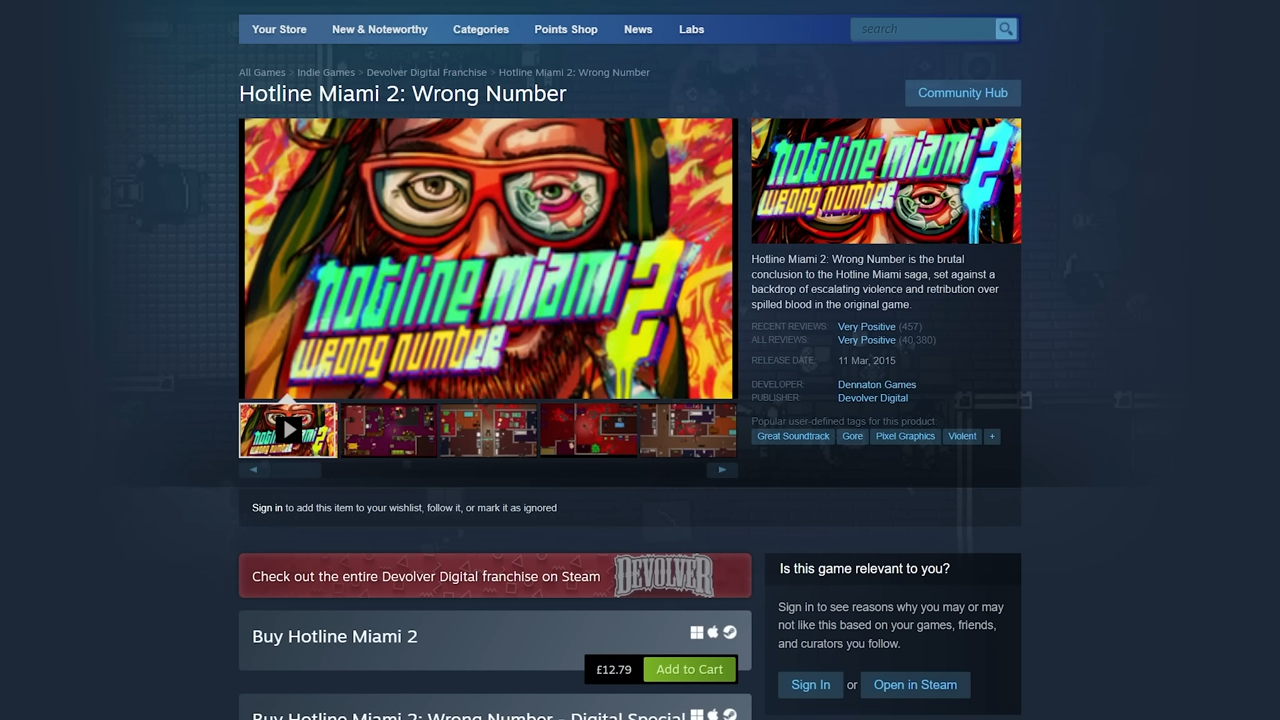 Your Store New & Noteworthy Categories Points Shop News Labs search
All Games > Indie Games > Devolver Digital Franchise > Hotline Miami 2: Wrong Number
Hotline Miami 2: Wrong Number
Community Hub
hotline miami 2
wrong number
hotline miami 2
wrong number
Hotline Miami 2: Wrong Number is the brutal
conclusion to the Hotline Miami saga, set against a
backdrop of escalating violence and retribution over
spilled blood in the original game.
RECENT REVIEWS: Very Positive (457)
ALL REVIEWS: Very Positive (40,380)
RELEASE DATE: 11 Mar, 2015
DEVELOPER: Dennaton Games
PUBLISHER: Devolver Digital
Popular user-defined tags for this product:
Great Soundtrack Gore Pixel Graphics Violent +
Sign in to add this item to your wishlist, follow it, or mark it as ignored
Check out the entire Devolver Digital franchise on Steam DEVOLVER
Is this game relevant to you?
Sign in to see reasons why you may or may
not like this based on your games, friends,
and curators you follow.
Sign In or Open in Steam
Buy Hotline Miami 2
£12.79 Add to Cart
Buy Hotline Miami 2: Wrong Number - Digital Special